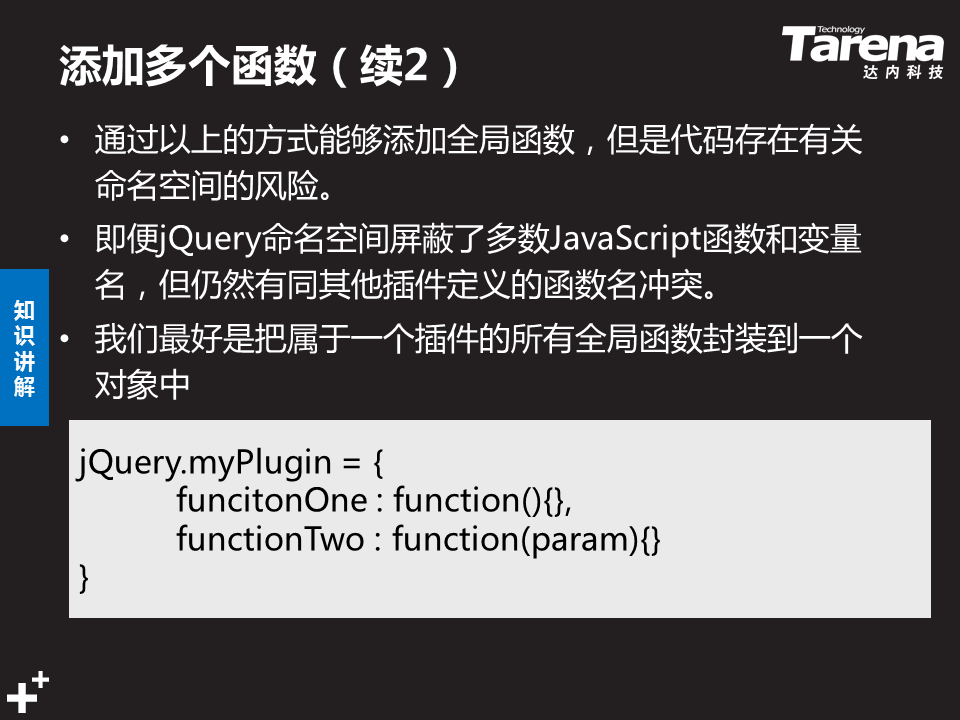 添加多个函数（续2）
Technology
Tarena
达内科技
• 通过以上的方式能够添加全局函数，但是代码存在有关
命名空间的风险。
• 即便jQuery命名空间屏蔽了多数JavaScript函数和变量
名，但仍然有同其他插件定义的函数名冲突。
• 我们最好是把属于一个插件的所有全局函数封装到一个
对象中
知
识
讲
解
jQuery.myPlugin = {
funcitonOne : function(){},
functionTwo : function(param){}
}